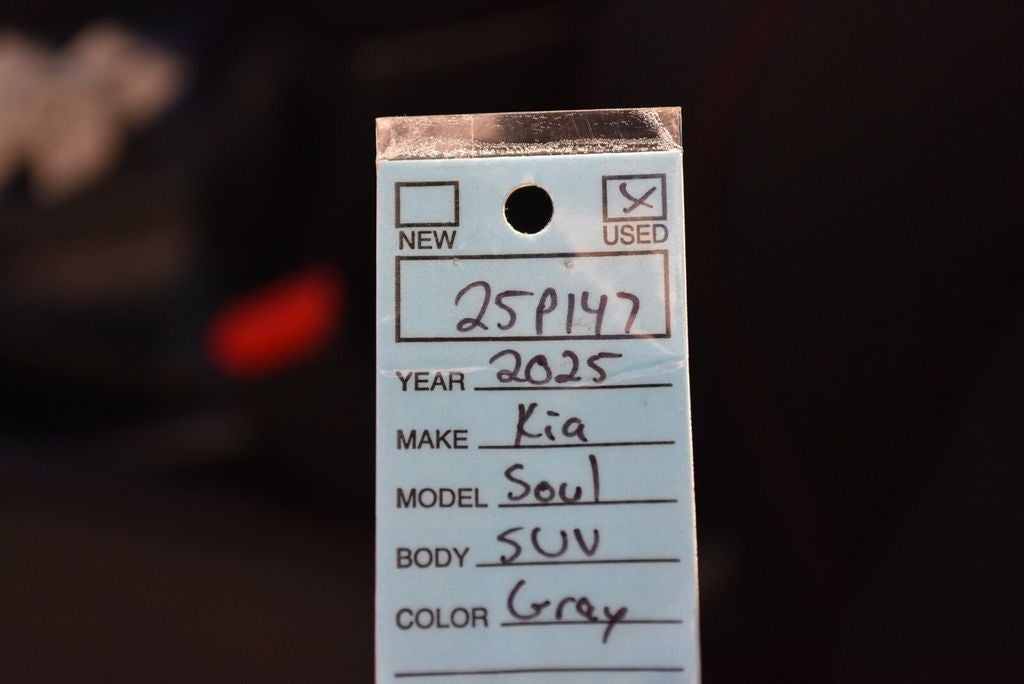 NEW USED
25P147
YEAR 2025
MAKE Kia
MODEL Soul
BODY SUV
COLOR Gray